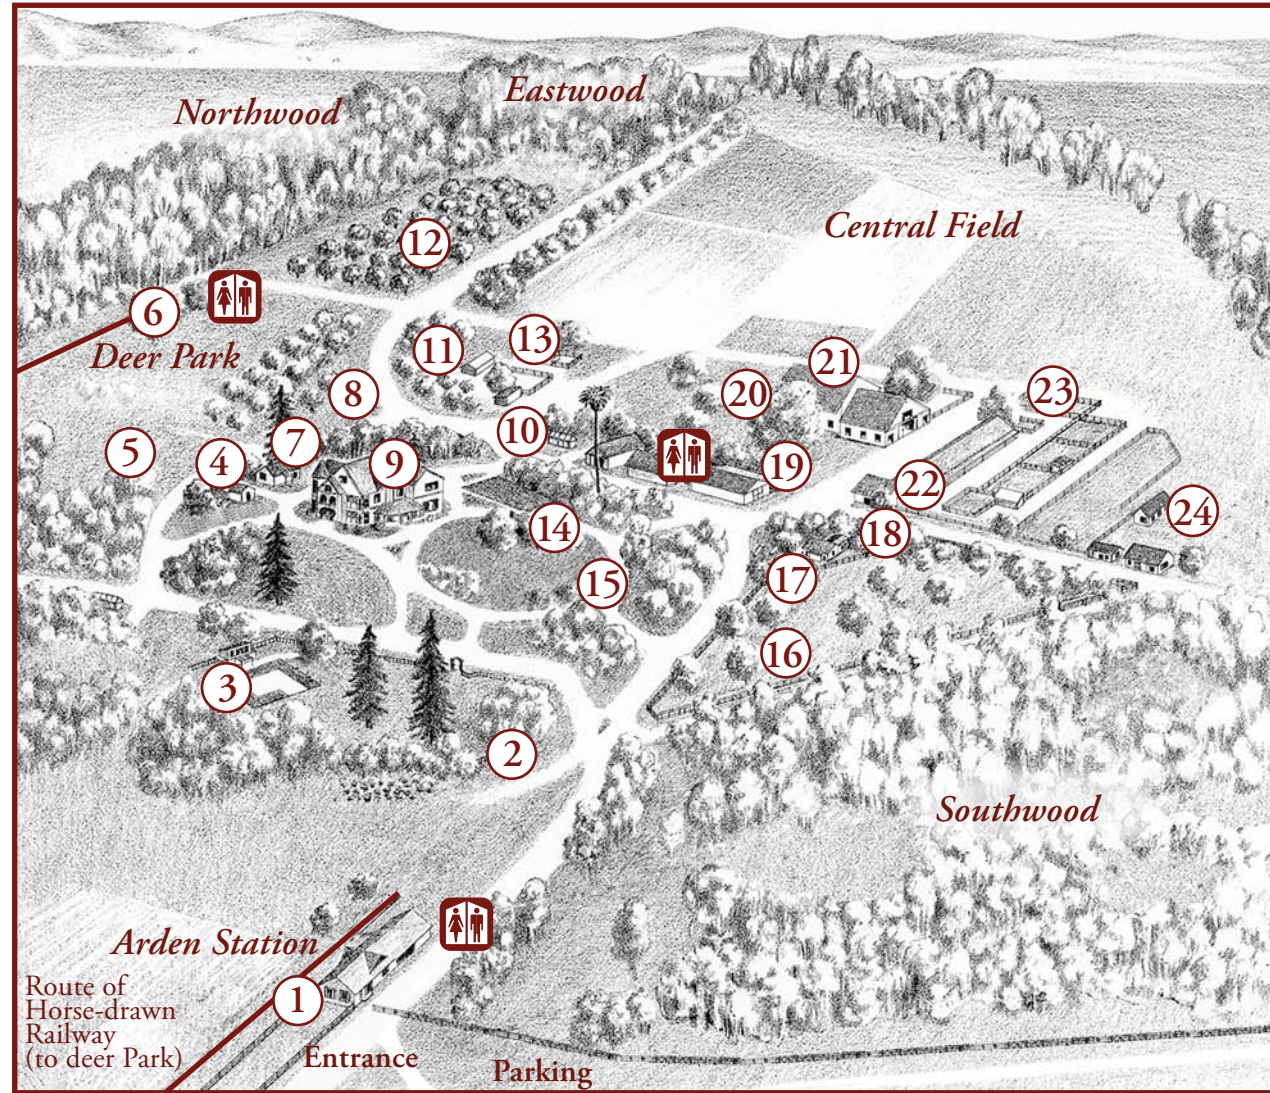 Northwood
Eastwood
Central Field
12
6
Deer Park
11
13
21
8
20
23
7
10
5
4
9
19
22
24
14
18
15
17
16
3
2
Southwood
Arden Station
Route of
Horse-drawn
Railway
(to deer Park)
1
Entrance
Parking